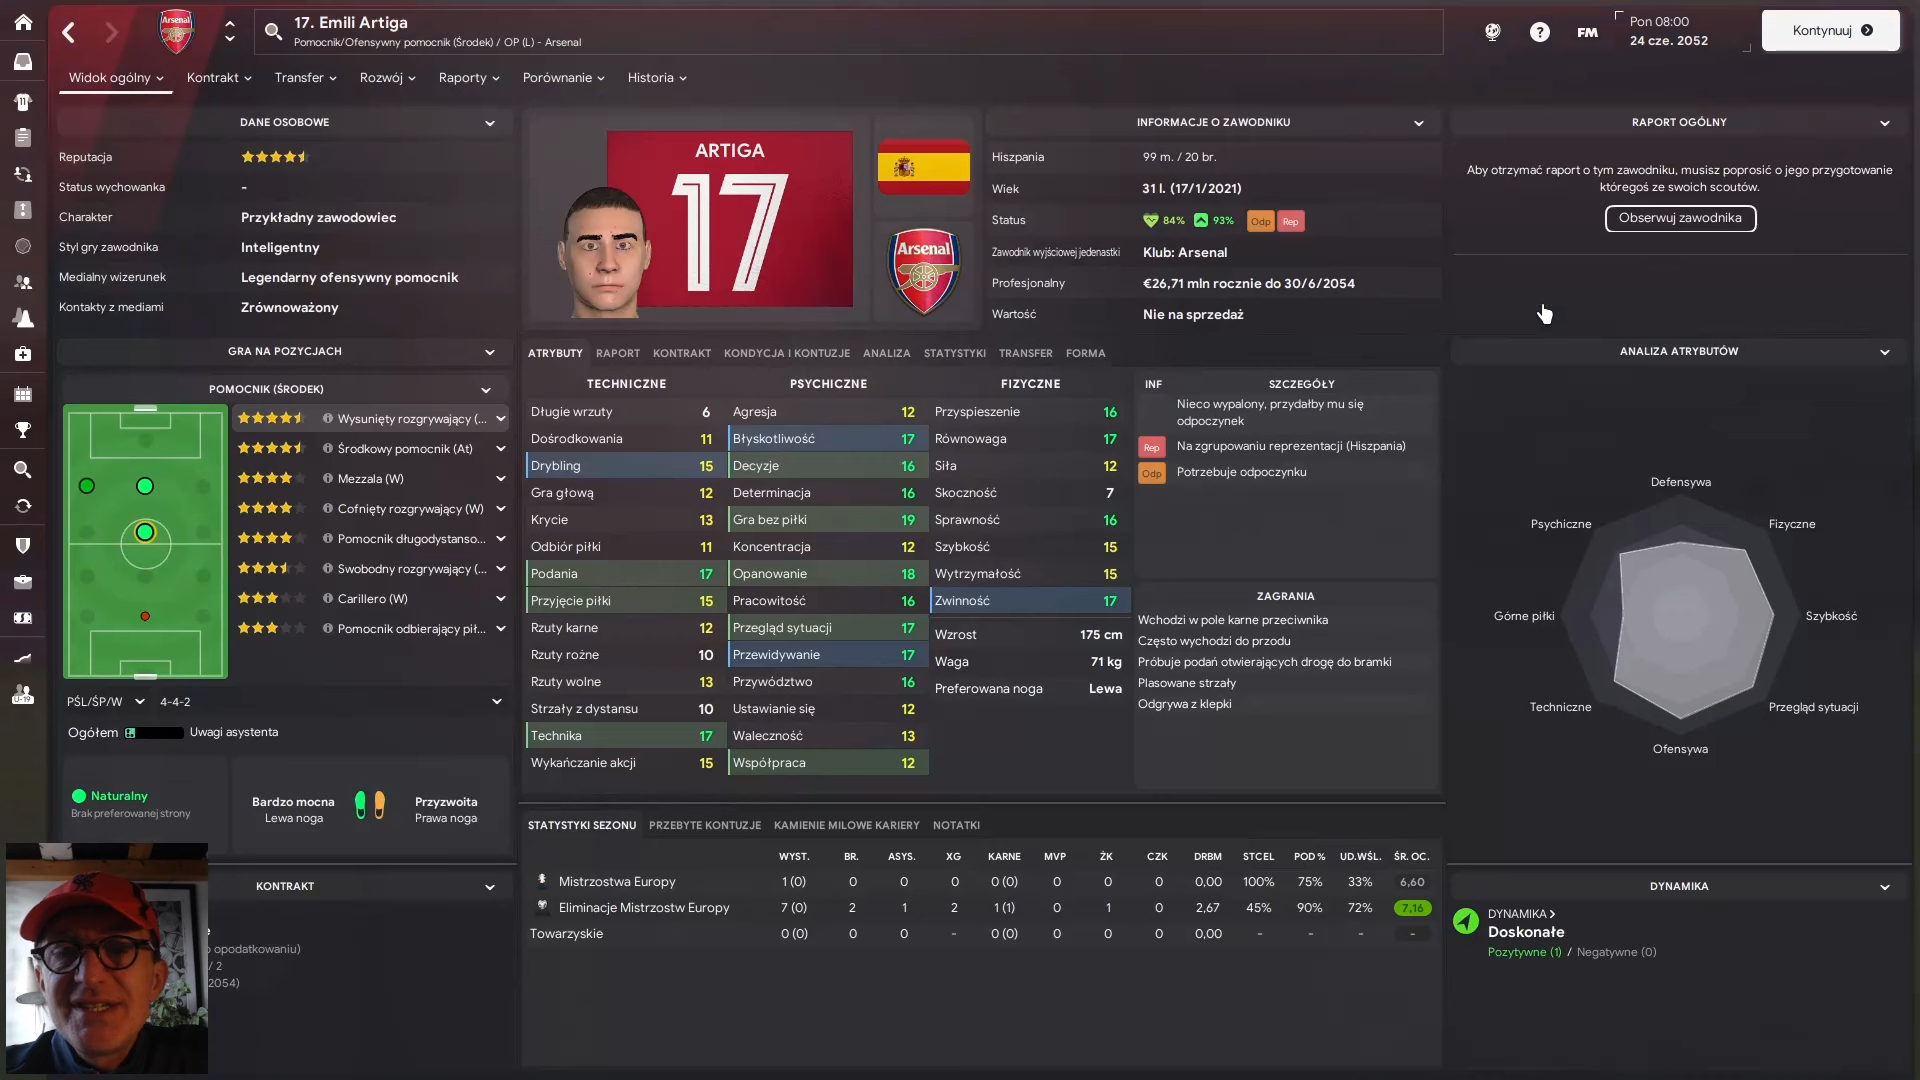 17. Emili Artiga
Pomocnik/Ofensywny pomocnik (Środek) / OP (L) - Arsenal
FM
Pon 08:00
24 cze. 2052
Kontynuuj
Widok ogólny
Kontrakt
Transfer
Rozwój
Raporty
Porównanie
Historia
DANE OSOBOWE
Reputacja
Status wychowanka -
Charakter Przykładny zawodowiec
Styl gry zawodnika Inteligentny
Medialny wizerunek Legendarny ofensywny pomocnik
Kontakty z mediami Zrównoważony
ARTIGA
17
Arsenal
INFORMACJE O ZAWODNIKU
Hiszpania 99 m. / 20 br.
Wiek 31 l. (17/1/2021)
Status 84% 93% Odp Rep
Zawodnik wyjściowej jedenastki Klub: Arsenal
Profesjonalny €26,71 mln rocznie do 30/6/2054
Wartość Nie na sprzedaż
RAPORT OGÓLNY
Aby otrzymać raport o tym zawodniku, musisz poprosić o jego przygotowanie
któregoś ze swoich scoutów.
Obserwuj zawodnika
GRA NA POZYCJACH
POMOCNIK (ŚRODEK)
Wysunięty rozgrywający (...
Środkowy pomocnik (At)
Mezzala (W)
Cofnięty rozgrywający (W)
Pomocnik długodystanso...
Swobodny rozgrywający (...
Carillero (W)
Pomocnik odbierający pił...
PŚL/ŚP/W 4-4-2
Ogółem Uwagi asystenta
Naturalny
Brak preferowanej strony
Bardzo mocna
Lewa noga
Przyzwoita
Prawa noga
KONTRAKT
opodatkowaniu)
/ 2
2054)
ATRYBUTY RAPORT KONTRAKT KONDYCJA I KONTUZJE ANALIZA STATYSTYKI TRANSFER FORMA
TECHNICZNE
Długie wrzuty 6
Dośrodkowania 11
Drybling 15
Gra głową 12
Krycie 13
Odbiór piłki 11
Podania 17
Przyjęcie piłki 15
Rzuty karne 12
Rzuty rożne 10
Rzuty wolne 13
Strzały z dystansu 10
Technika 17
Wykańczanie akcji 15
PSYCHICZNE
Agresja 12
Błyskotliwość 17
Decyzje 16
Determinacja 16
Gra bez piłki 19
Koncentracja 12
Opanowanie 18
Pracowitość 16
Przegląd sytuacji 17
Przewidywanie 17
Przywództwo 16
Ustawianie się 12
Waleczność 13
Współpraca 12
FIZYCZNE
Przyspieszenie 16
Równowaga 17
Siła 12
Skoczność 7
Sprawność 16
Szybkość 15
Wytrzymałość 15
Zwinność 17
Wzrost 175 cm
Waga 71 kg
Preferowana noga Lewa
INF SZCZEGÓŁY
Nieco wypalony, przydałby mu się
odpoczynek
Rep Na zgrupowaniu reprezentacji (Hiszpania)
Odp Potrzebuje odpoczynku
ZAGRANIA
Wchodzi w pole karne przeciwnika
Często wychodzi do przodu
Próbuje podań otwierających drogę do bramki
Plasowane strzały
Odgrywa z klepki
ANALIZA ATRYBUTÓW
Defensywa
Fizyczne
Szybkość
Przegląd sytuacji
Ofensywa
Techniczne
Górne piłki
Psychiczne
STATYSTYKI SEZONU PRZEBYTE KONTUZJE KAMIENIE MILOWE KARIERY NOTATKI
WYST. BR. ASYS. XG KARNE MVP ŻK CZK DRBM STCEL POD % UD.WŚL. ŚR. OC.
Mistrzostwa Europy 1 (0) 0 0 0 0 (0) 0 0 0 0,00 100% 75% 33% 6,60
Eliminacje Mistrzostw Europy 7 (0) 2 1 2 1 (1) 0 1 0 2,67 45% 90% 72% 7,16
Towarzyskie 0 (0) 0 0 - 0 (0) 0 0 0 0,00 - - - -
DYNAMIKA
DYNAMIKA
Doskonałe
Pozytywne (1) / Negatywne (0)